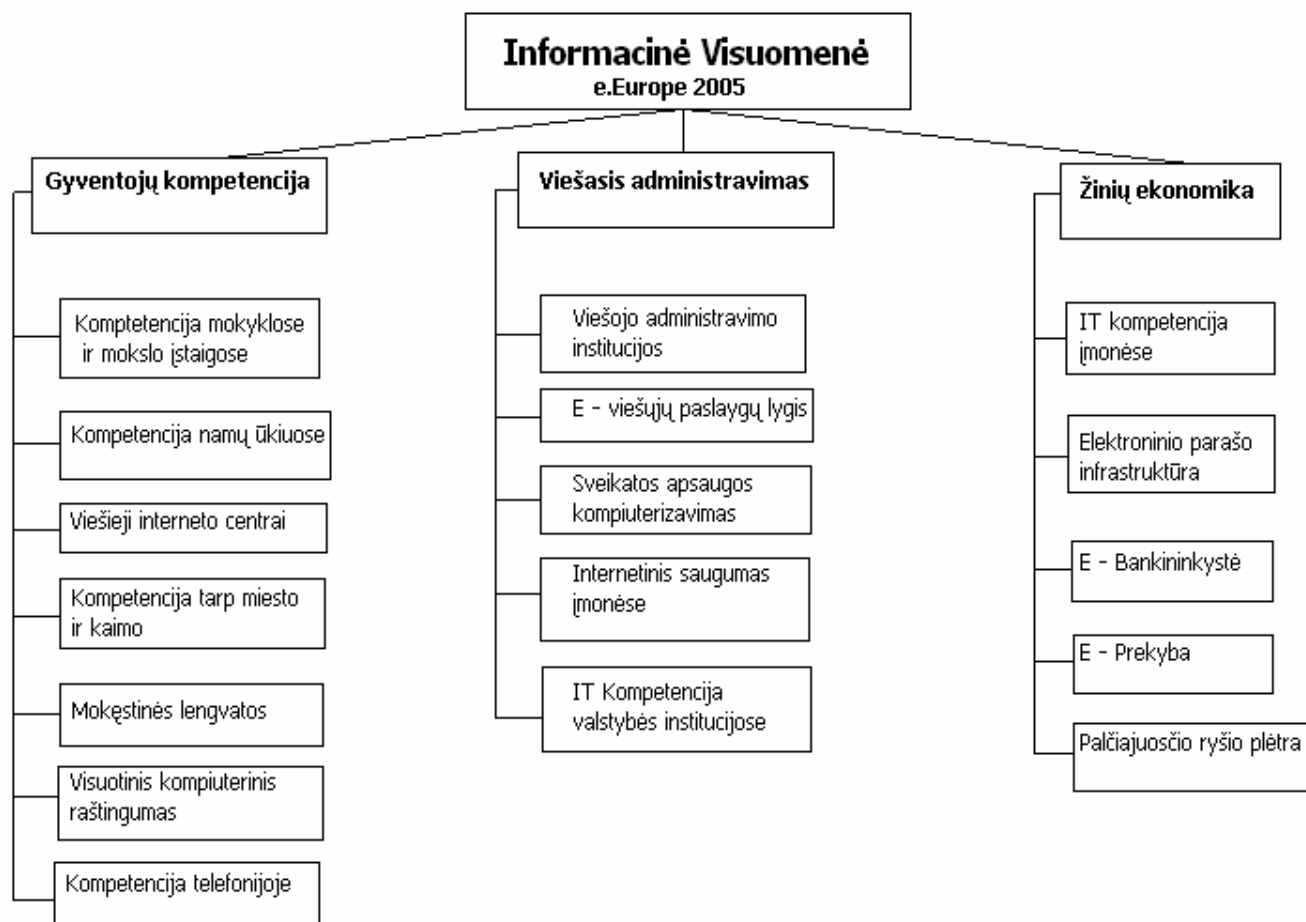 Informacinė Visuomenė
e.Europe 2005
Gyventojų kompetencija
Komptetencija mokyklose
ir mokslo įstaigose
Kompetencija namų ūkiuose
Viešieji interneto centrai
Kompetencija tarp miesto
ir kaimo
Mokęstinės lengvatos
Visuotinis kompiuterinis
raštingumas
Kompetencija telefonijoje
Viešasis administravimas
Viešojo administravimo
institucijos
E - viešųjų paslaygų lygis
Sveikatos apsaugos
kompiuterizavimas
Internetinis saugumas
įmonėse
IT Kompetencija
valstybės institucijose
Žinių ekonomika
IT kompetencija
įmonėse
Elektroninio parašo
infrastruktūra
E - Bankininkystė
E - Prekyba
Palčiajuosčio ryšio plėtra